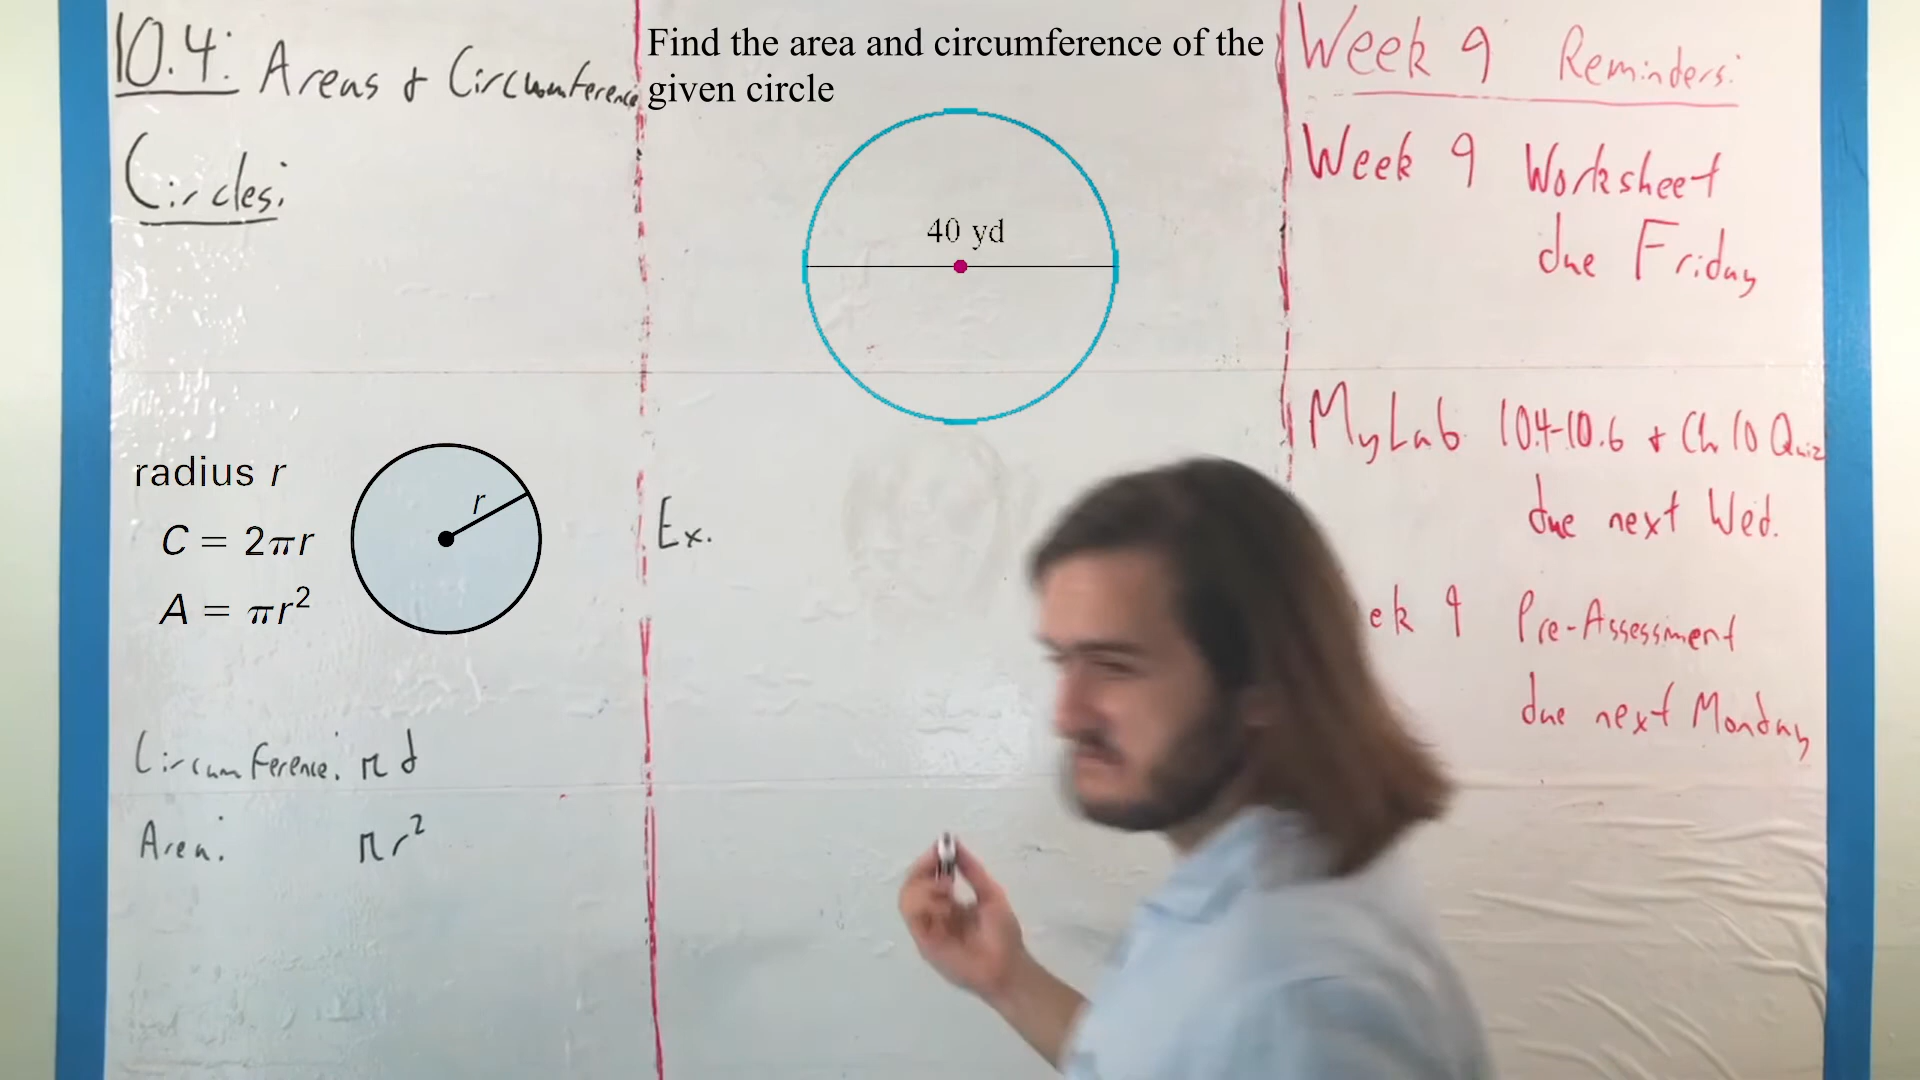 10.4: Areas & Circumference
Circles:
radius r
r
C = 2πr
A = πr²
Circumference: πd
Area: πr²
Find the area and circumference of the
given circle
40 yd
Ex.
Week 9 Reminders:
Week 9 Worksheet
due Friday
MyLab 10.4-10.6 & Ch 10 Quiz
due next Wed.
ek 9 Pre-Assessment
due next Monday